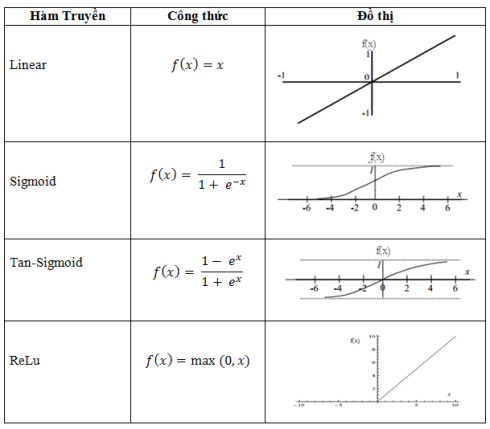 Hàm Truyền Công thức Đồ thị
Linear f(x) = x
f(x)
1
-1 0 1
-1
Sigmoid f(x) = 1 / (1 + e^{-x})
f(x)
1
x
-6 -4 -2 0 2 4 6
Tan-Sigmoid f(x) = (1 − e^{x}) / (1 + e^{x})
f(x)
1
x
-6 -4 -2 0 2 4 6
ReLu f(x) = max (0, x)
f(x)
10
8
6
4
2
x
-10 -5 5 10